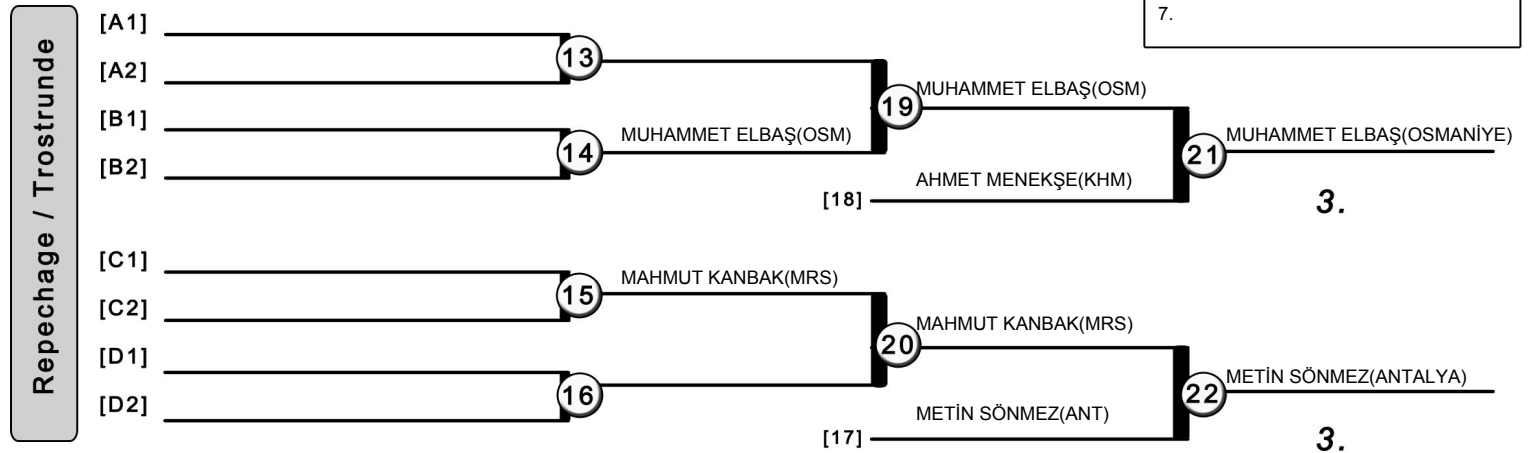 Repechage / Trostrunde
7.
[A1]
[A2]
13
[B1]
[B2]
14
MUHAMMET ELBAŞ(OSM)
19
MUHAMMET ELBAŞ(OSM)
[18]
AHMET MENEKŞE(KHM)
21
MUHAMMET ELBAŞ(OSMANİYE)
3.
[C1]
[C2]
15
MAHMUT KANBAK(MRS)
[D1]
[D2]
16
20
MAHMUT KANBAK(MRS)
[17]
METİN SÖNMEZ(ANT)
22
METİN SÖNMEZ(ANTALYA)
3.